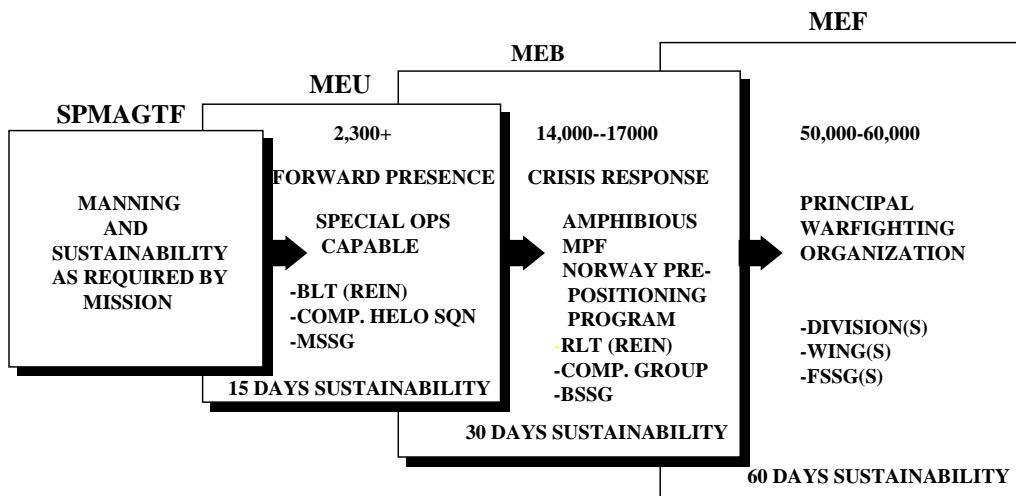 SPMAGTF
MANNING
AND
SUSTAINABILITY
AS REQUIRED BY
MISSION
MEU
2,300+
FORWARD PRESENCE
SPECIAL OPS
CAPABLE
-BLT (REIN)
-COMP. HELO SQN
-MSSG
15 DAYS SUSTAINABILITY
MEB
14,000--17000
CRISIS RESPONSE
AMPHIBIOUS
MPF
NORWAY PRE-
POSITIONING
PROGRAM
-RLT (REIN)
-COMP. GROUP
-BSSG
30 DAYS SUSTAINABILITY
MEF
50,000-60,000
PRINCIPAL
WARFIGHTING
ORGANIZATION
-DIVISION(S)
-WING(S)
-FSSG(S)
60 DAYS SUSTAINABILITY